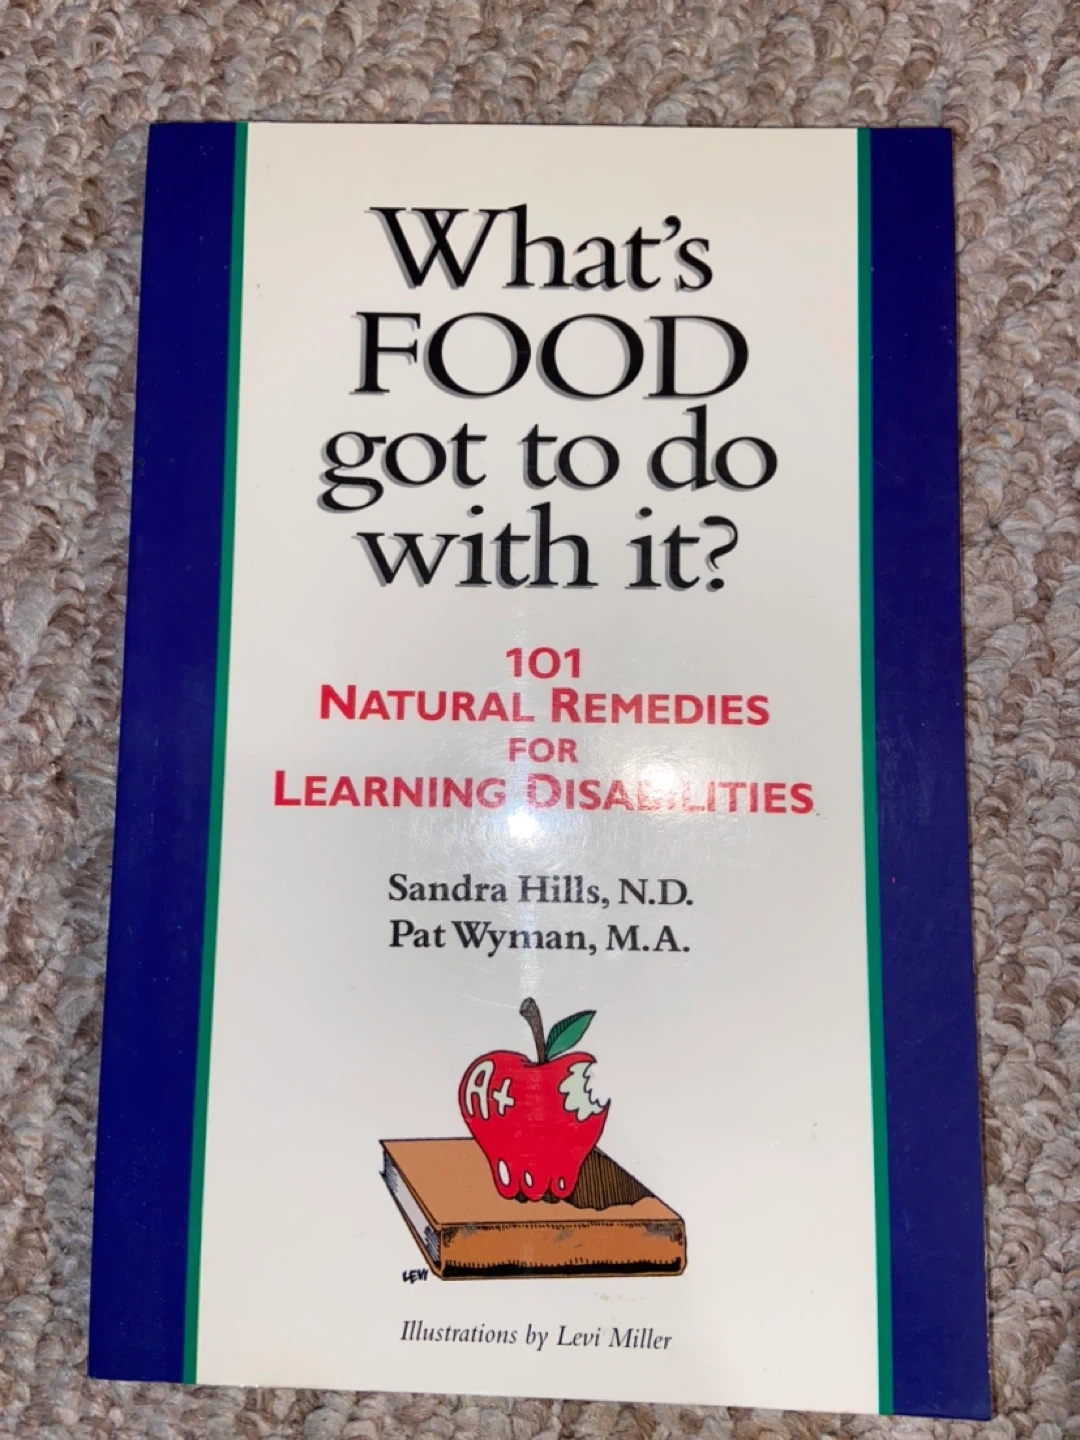 What's
FOOD
got to do
with it?
101
NATURAL REMEDIES
FOR
LEARNING DISABILITIES
Sandra Hills, N.D.
Pat Wyman, M.A.
A+
LEVI
Illustrations by Levi Miller